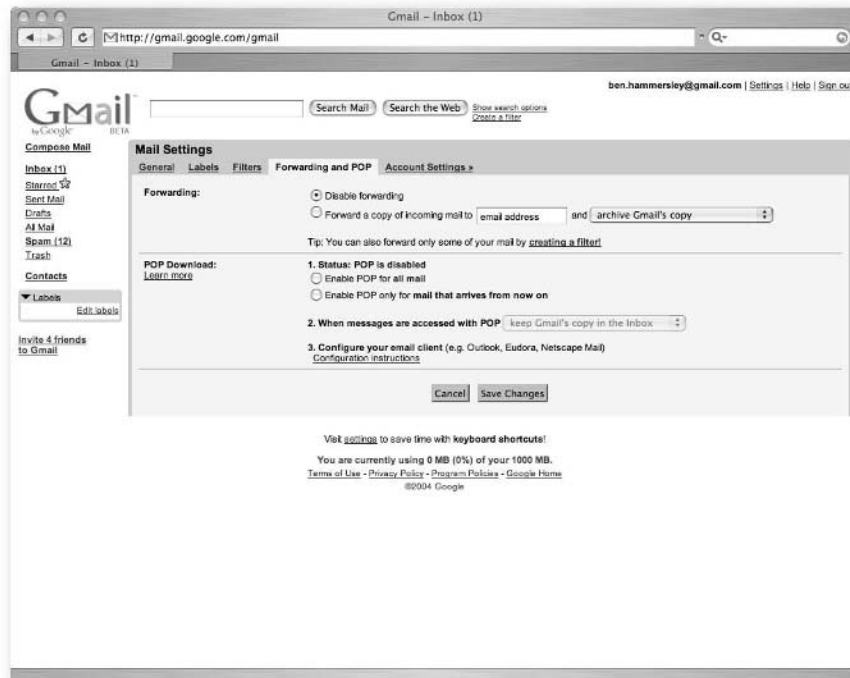 Gmail – Inbox (1)
http://gmail.google.com/gmail
Q-
Gmail – Inbox (1)
ben.hammersley@gmail.com | Settings | Help | Sign ou
GMail
by Google BETA
Search Mail Search the Web Show search options
Create a filter
Compose Mail
Inbox (1)
Starred
Sent Mail
Drafts
All Mail
Spam (12)
Trash
Contacts
Labels
Edit labels
Invite 4 friends
to Gmail
Mail Settings
General Labels Filters Forwarding and POP Account Settings »
Forwarding: Disable forwarding
Forward a copy of incoming mail to email address and archive Gmail's copy
Tip: You can also forward only some of your mail by creating a filter!
POP Download: 1. Status: POP is disabled
Learn more Enable POP for all mail
Enable POP only for mail that arrives from now on
2. When messages are accessed with POP keep Gmail's copy in the Inbox
3. Configure your email client (e.g. Outlook, Eudora, Netscape Mail)
Configuration instructions
Cancel Save Changes
Visit settings to save time with keyboard shortcuts!
You are currently using 0 MB (0%) of your 1000 MB.
Terms of Use - Privacy Policy - Program Policies - Google Home
©2004 Google